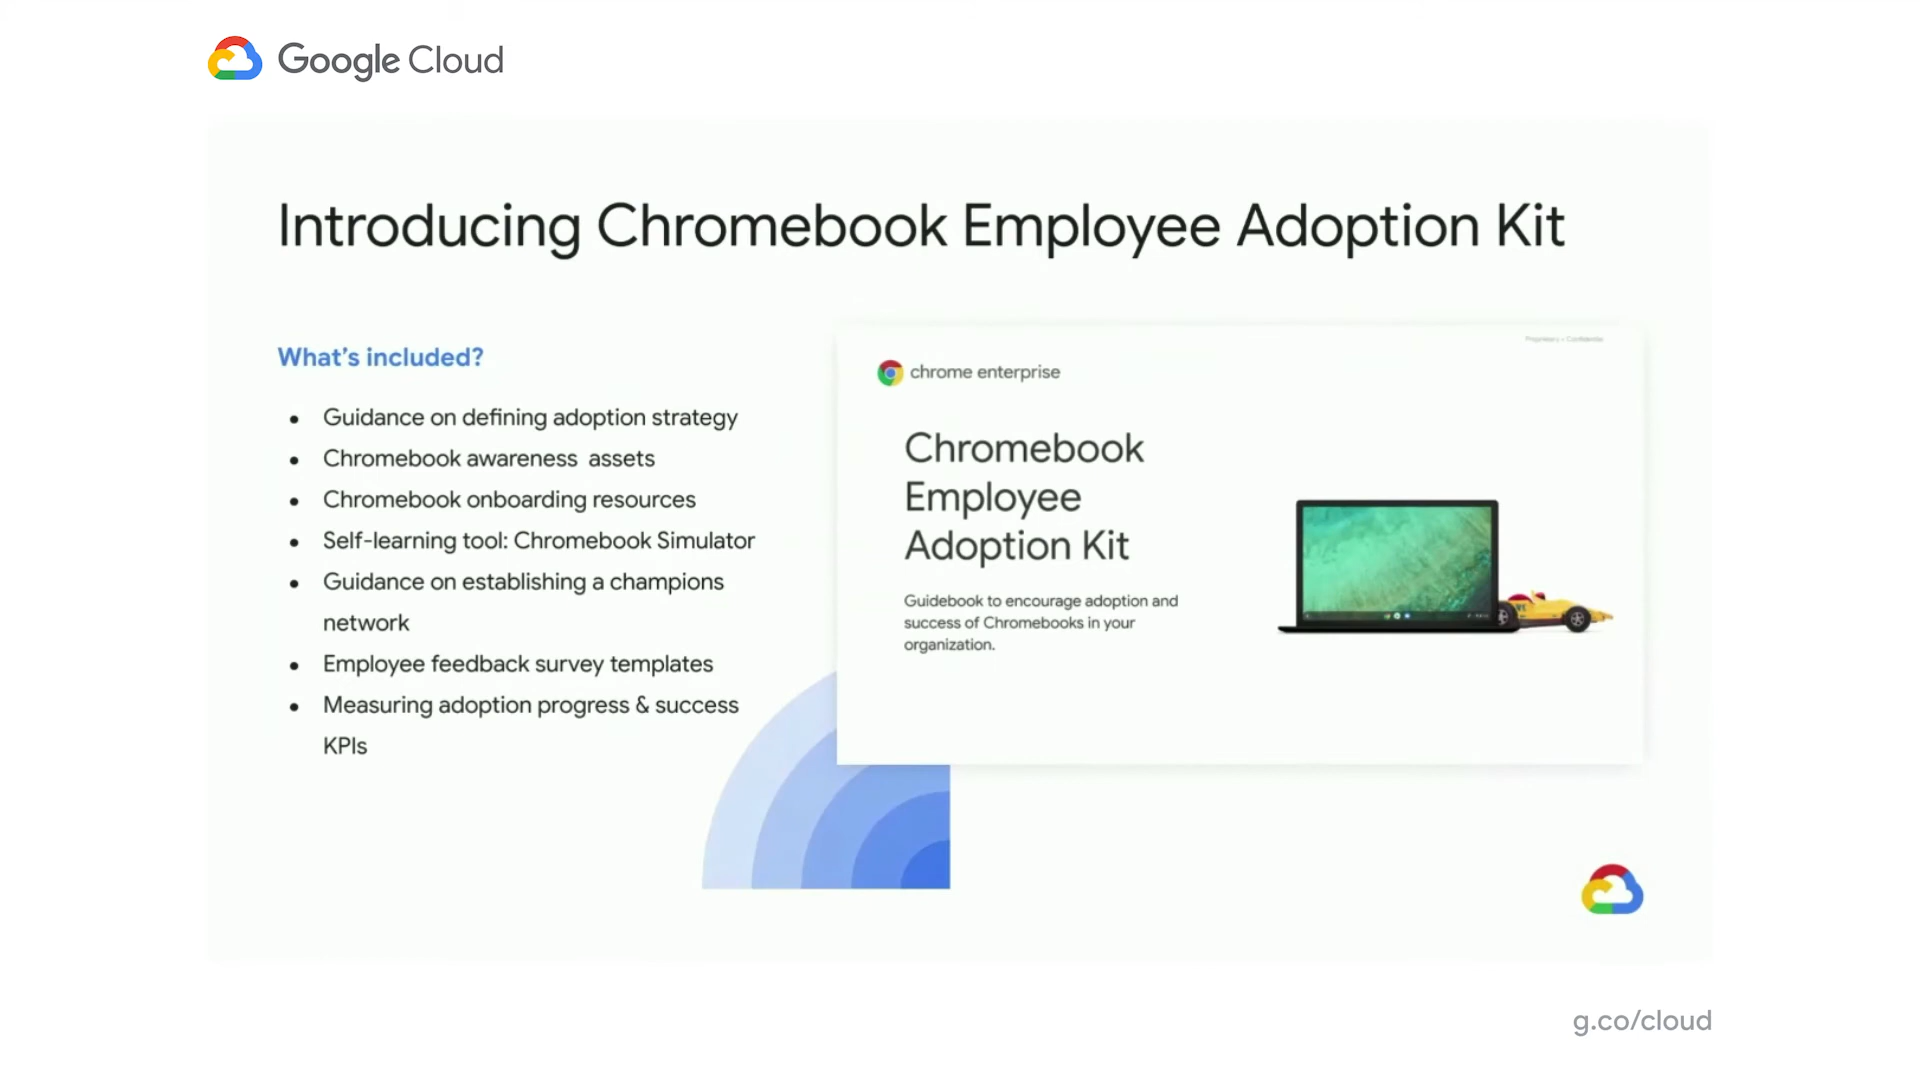 Google Cloud
Introducing Chromebook Employee Adoption Kit
What's included?
● Guidance on defining adoption strategy
● Chromebook awareness  assets
● Chromebook onboarding resources
● Self-learning tool: Chromebook Simulator
● Guidance on establishing a champions
network
● Employee feedback survey templates
● Measuring adoption progress & success
KPIs
Proprietary + Confidential
chrome enterprise
Chromebook
Employee
Adoption Kit
Guidebook to encourage adoption and
success of Chromebooks in your
organization.
g.co/cloud